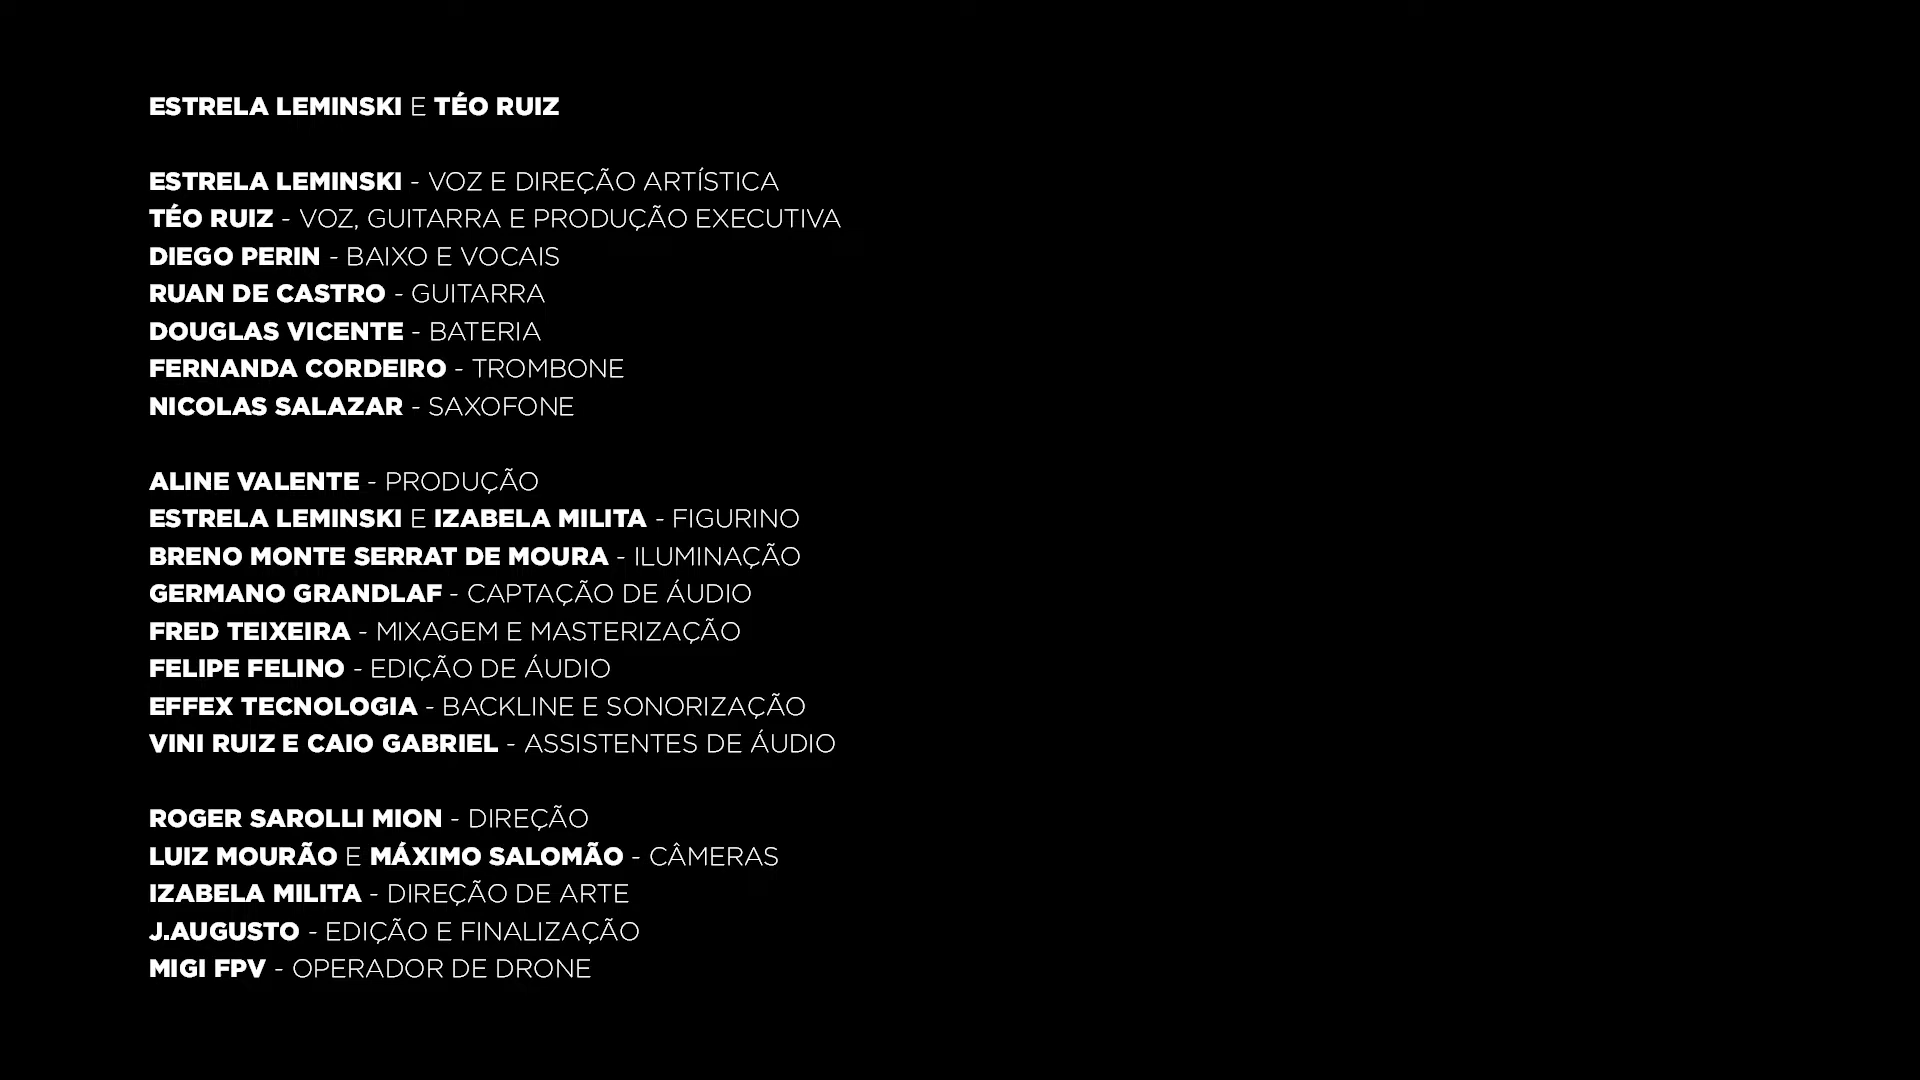 ESTRELA LEMINSKI E TÉO RUIZ
ESTRELA LEMINSKI - VOZ E DIREÇÃO ARTÍSTICA
TÉO RUIZ - VOZ, GUITARRA E PRODUÇÃO EXECUTIVA
DIEGO PERIN - BAIXO E VOCAIS
RUAN DE CASTRO - GUITARRA
DOUGLAS VICENTE - BATERIA
FERNANDA CORDEIRO - TROMBONE
NICOLAS SALAZAR - SAXOFONE
ALINE VALENTE - PRODUÇÃO
ESTRELA LEMINSKI E IZABELA MILITA - FIGURINO
BRENO MONTE SERRAT DE MOURA - ILUMINAÇÃO
GERMANO GRANDLAF - CAPTAÇÃO DE ÁUDIO
FRED TEIXEIRA - MIXAGEM E MASTERIZAÇÃO
FELIPE FELINO - EDIÇÃO DE ÁUDIO
EFFEX TECNOLOGIA - BACKLINE E SONORIZAÇÃO
VINI RUIZ E CAIO GABRIEL - ASSISTENTES DE ÁUDIO
ROGER SAROLLI MION - DIREÇÃO
LUIZ MOURÃO E MÁXIMO SALOMÃO - CÂMERAS
IZABELA MILITA - DIREÇÃO DE ARTE
J.AUGUSTO - EDIÇÃO E FINALIZAÇÃO
MIGI FPV - OPERADOR DE DRONE